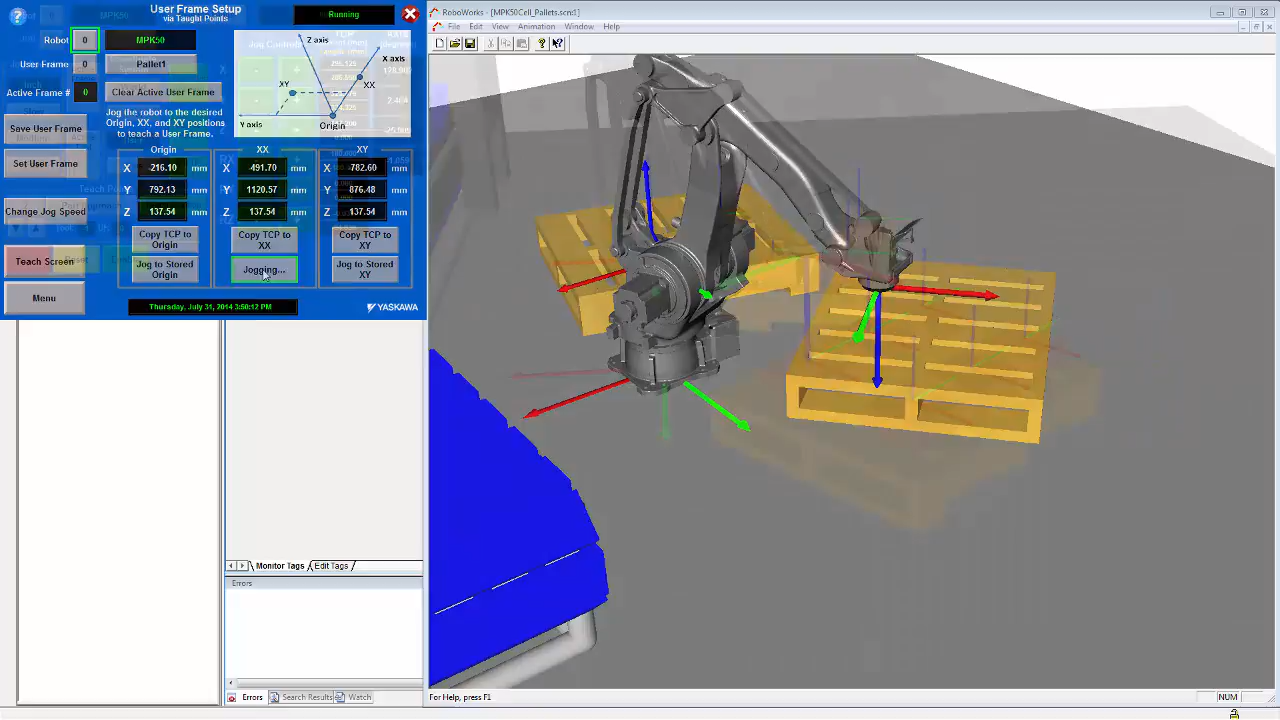 User Frame Setup
via Taught Points
Running
Robot 0 MPK50
User Frame 0 Pallet1
Active Frame # 0 Clear Active User Frame
Jog the robot to the desired
Origin, XX, and XY positions
to teach a User Frame.
Z axis
X axis
XY
XX
Y axis
Origin
Save User Frame
Set User Frame
Change Jog Speed
Teach Screen
Menu
Origin XX XY
X -216.10 mm X -491.70 mm X -782.60 mm
Y 792.13 mm Y 1120.57 mm Y 876.48 mm
Z 137.54 mm Z 137.54 mm Z 137.54 mm
Copy TCP to
Origin
Copy TCP to
XX
Copy TCP to
XY
Jog to Stored
Origin
Jogging...
Jog to Stored
XY
Thursday, July 31, 2014 3:50:12 PM
YASKAWA
Monitor Tags
Edit Tags
Errors
Errors
Search Results
Watch
RoboWorks - [MPK50Cell_Pallets.scn:1]
File Edit View Animation Window Help
For Help, press F1
NUM